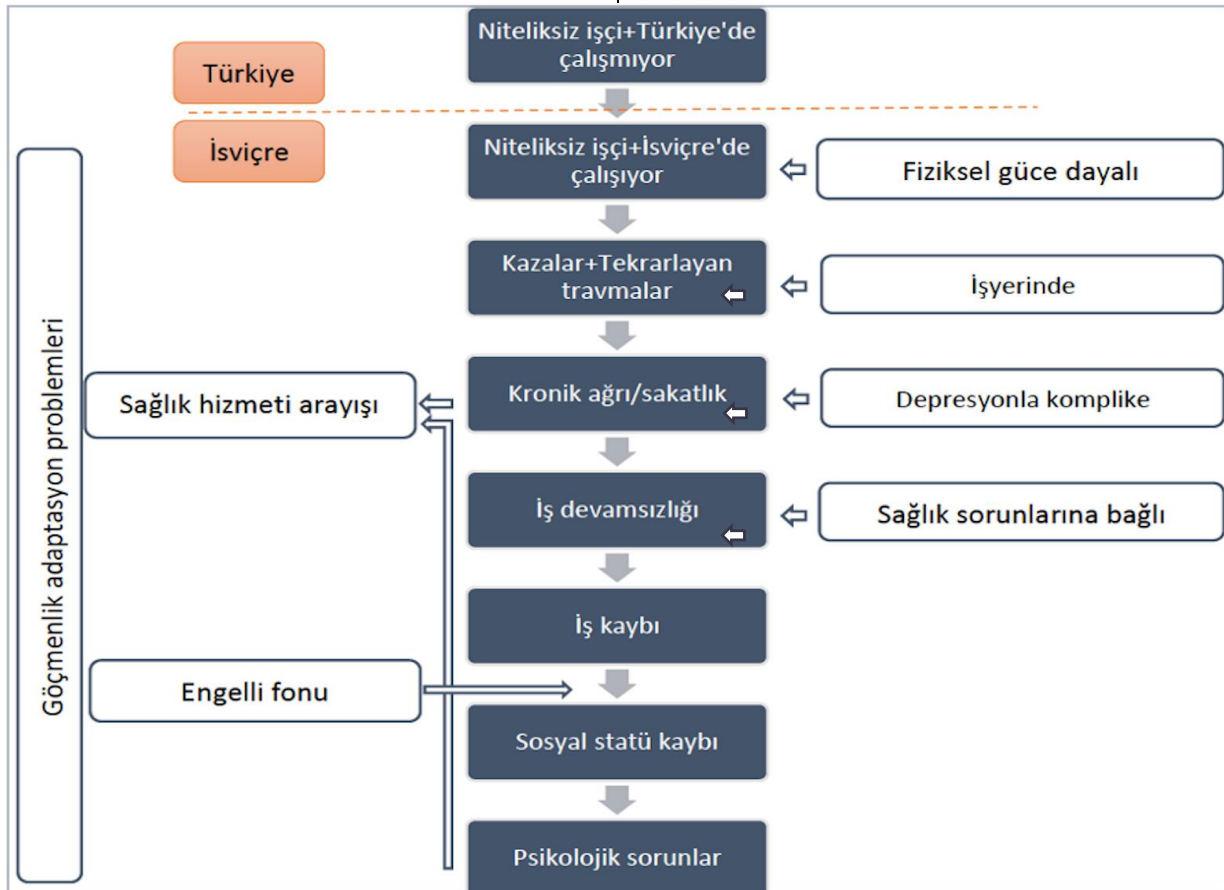 Niteliksiz işçi+Türkiye'de
çalışmıyor
Türkiye
İsviçre
Niteliksiz işçi+İsviçre'de
çalışıyor
Fiziksel güce dayalı
Kazalar+Tekrarlayan
travmalar
İşyerinde
Göçmenlik adaptasyon problemleri
Sağlık hizmeti arayışı
Kronik ağrı/sakatlık
Depresyonla komplike
İş devamsızlığı
Sağlık sorunlarına bağlı
İş kaybı
Engelli fonu
Sosyal statü kaybı
Psikolojik sorunlar